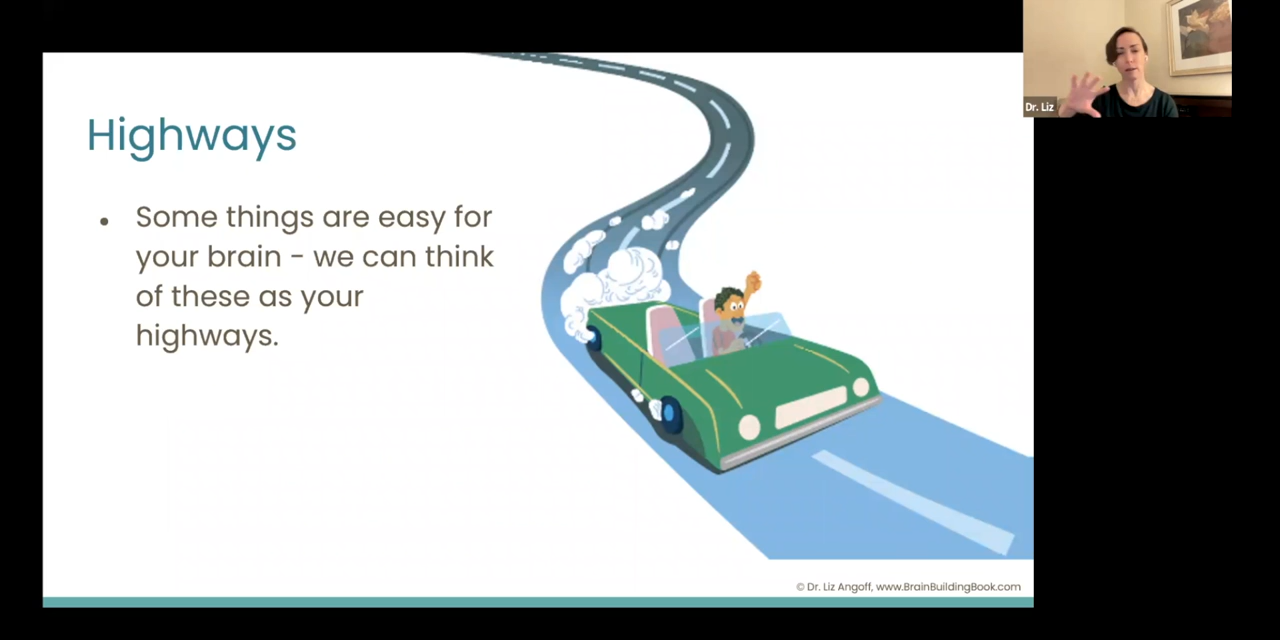 Dr. Liz
Highways
• Some things are easy for
your brain - we can think
of these as your
highways.
© Dr. Liz Angoff, www.BrainBuildingBook.com